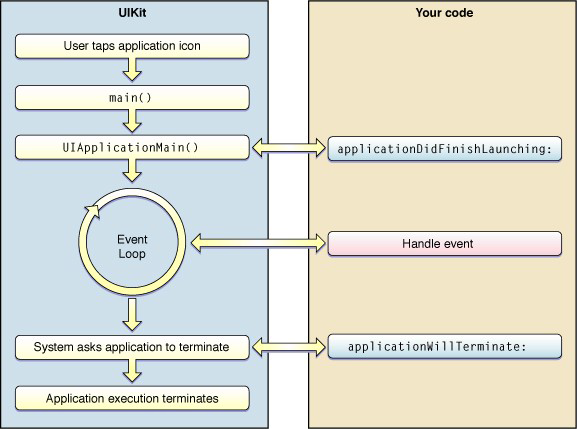 UIKit
Your code
User taps application icon
main()
UIApplicationMain()
applicationDidFinishLaunching:
Event
Loop
Handle event
System asks application to terminate
applicationWillTerminate:
Application execution terminates